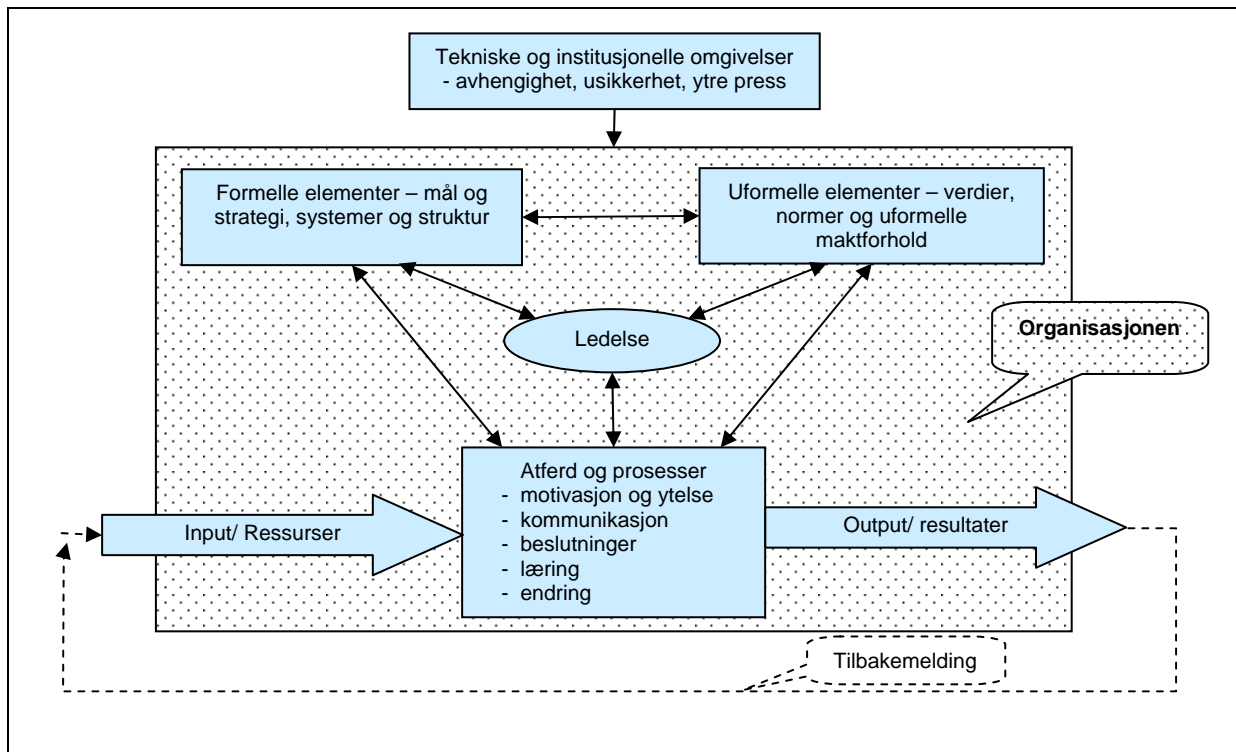 Tekniske og institusjonelle omgivelser
- avhengighet, usikkerhet, ytre press
Formelle elementer – mål og
strategi, systemer og struktur
Uformelle elementer – verdier,
normer og uformelle
maktforhold
Ledelse
Organisasjonen
Atferd og prosesser
- motivasjon og ytelse
- kommunikasjon
- beslutninger
- læring
- endring
Input/ Ressurser
Output/ resultater
Tilbakemelding